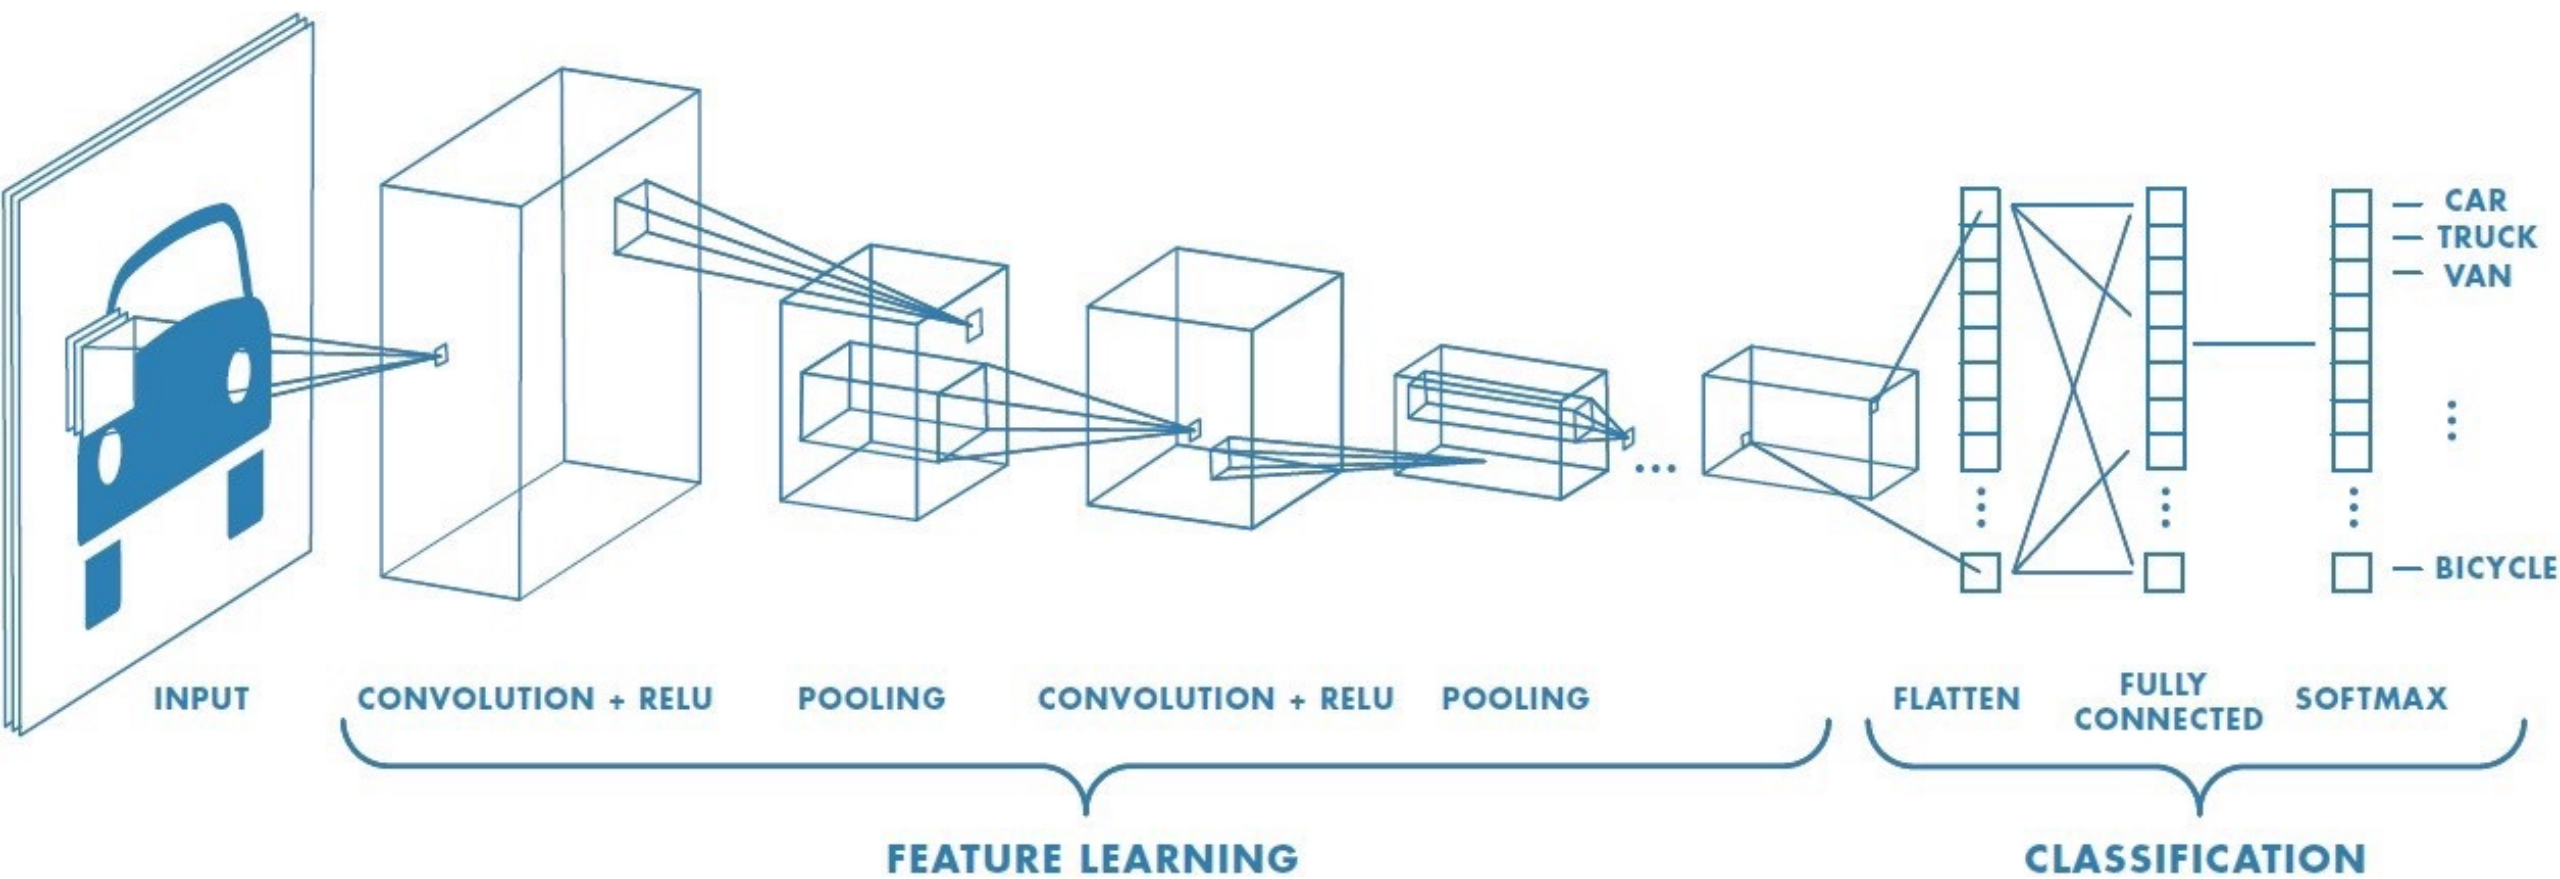 CAR
TRUCK
VAN
BICYCLE
INPUT
CONVOLUTION + RELU
POOLING
CONVOLUTION + RELU
POOLING
FLATTEN
FULLY
CONNECTED
SOFTMAX
FEATURE LEARNING
CLASSIFICATION